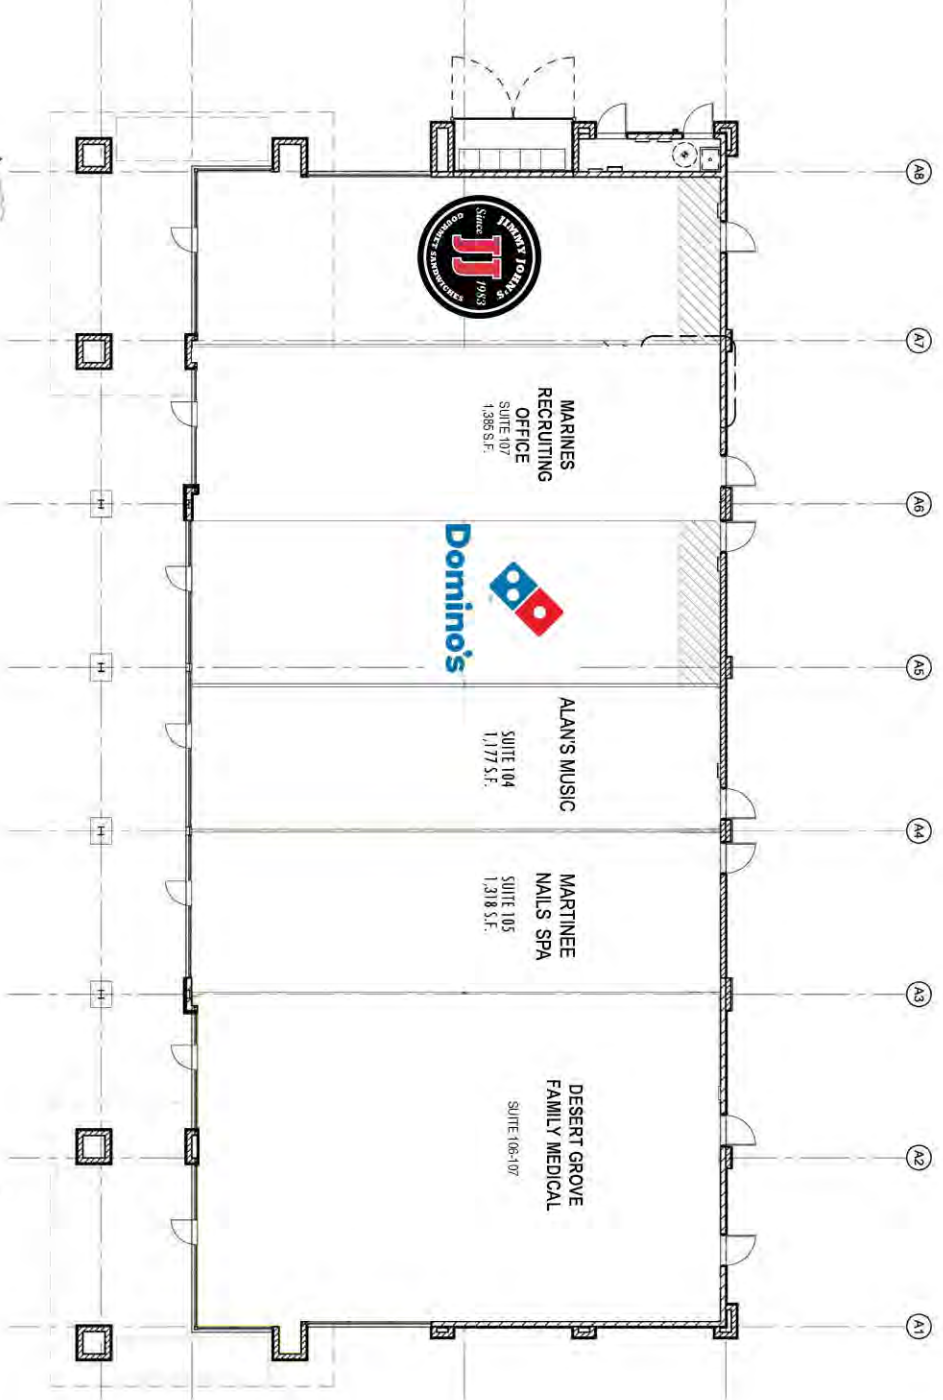 A8
JIMMY JOHN'S
Since
JJ
1983
GOURMET SANDWICHES
A7
MARINES
RECRUITING
OFFICE
SUITE 107
1,385 S.F.
A6
Domino's
A5
ALAN'S MUSIC
SUITE 104
1,177 S.F.
A4
MARTINEE
NAILS SPA
SUITE 105
1,318 S.F.
A3
DESERT GROVE
FAMILY MEDICAL
SUITE 106-107
A2
A1
H
H
H
H